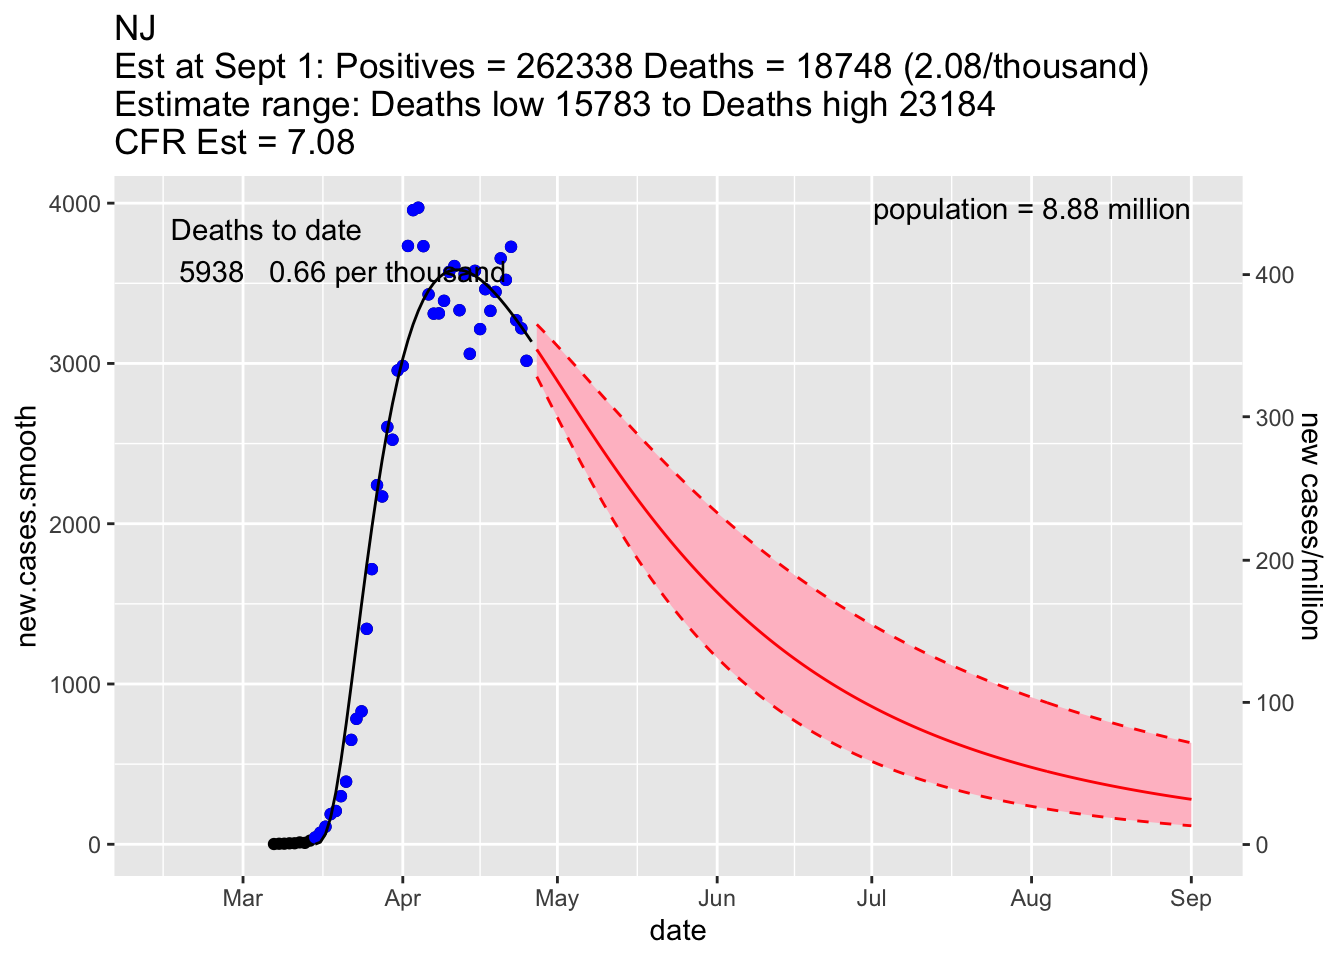 NJ
Est at Sept 1: Positives = 262338 Deaths = 18748 (2.08/thousand)
Estimate range: Deaths low 15783 to Deaths high 23184
CFR Est = 7.08
population = 8.88 million
Deaths to date
5938 0.66 per thousand
4000
3000
2000
1000
0
new.cases.smooth
400
300
200
100
0
new cases/million
Mar Apr May Jun Jul Aug Sep
date